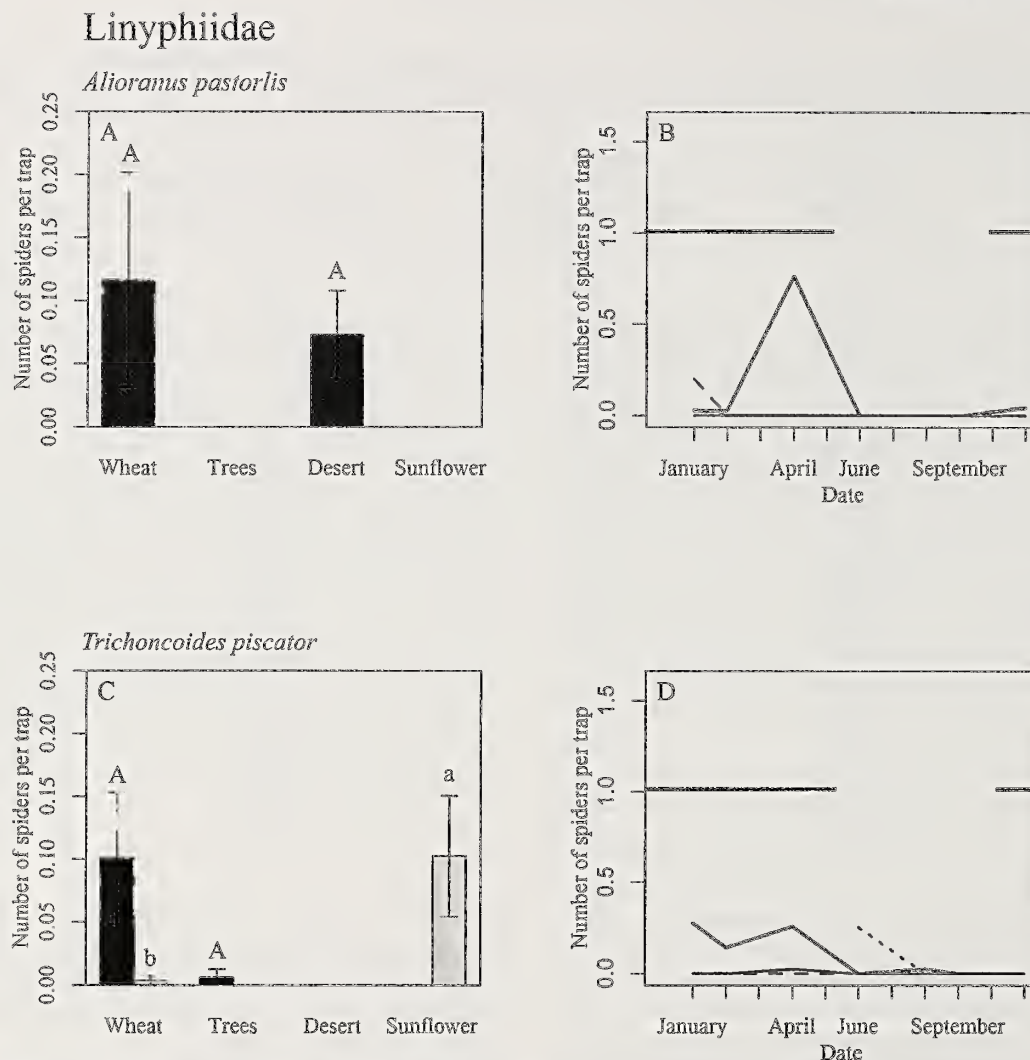 Linyphiidae
Alioranus pastorlis
A
A
A
Number of spiders per trap
0.00 0.05 0.10 0.15 0.20 0.25
Wheat Trees Desert Sunflower
B
Number of spiders per trap
0.0 0.5 1.0 1.5
January April June September
Date
Trichoncoides piscator
C
A
b
A
a
Number of spiders per trap
0.00 0.05 0.10 0.15 0.20 0.25
Wheat Trees Desert Sunflower
D
Number of spiders per trap
0.0 0.5 1.0 1.5
January April June September
Date